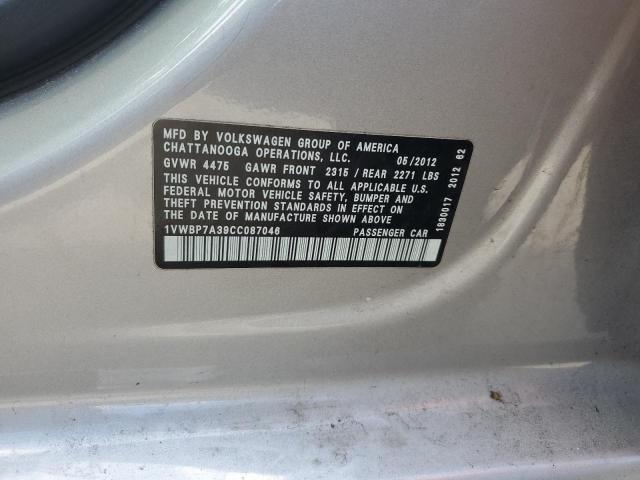 MFD BY VOLKSWAGEN GROUP OF AMERICA
CHATTANOOGA OPERATIONS, LLC. 05/2012
GVWR 4475 GAWR FRONT 2315 / REAR 2271 LBS
THIS VEHICLE CONFORMS TO ALL APPLICABLE U.S.
FEDERAL MOTOR VEHICLE SAFETY, BUMPER AND
THEFT PREVENTION STANDARDS IN EFFECT ON
THE DATE OF MANUFACTURE SHOWN ABOVE
1VWBP7A39CC087046 PASSENGER CAR
1830017 2012 62